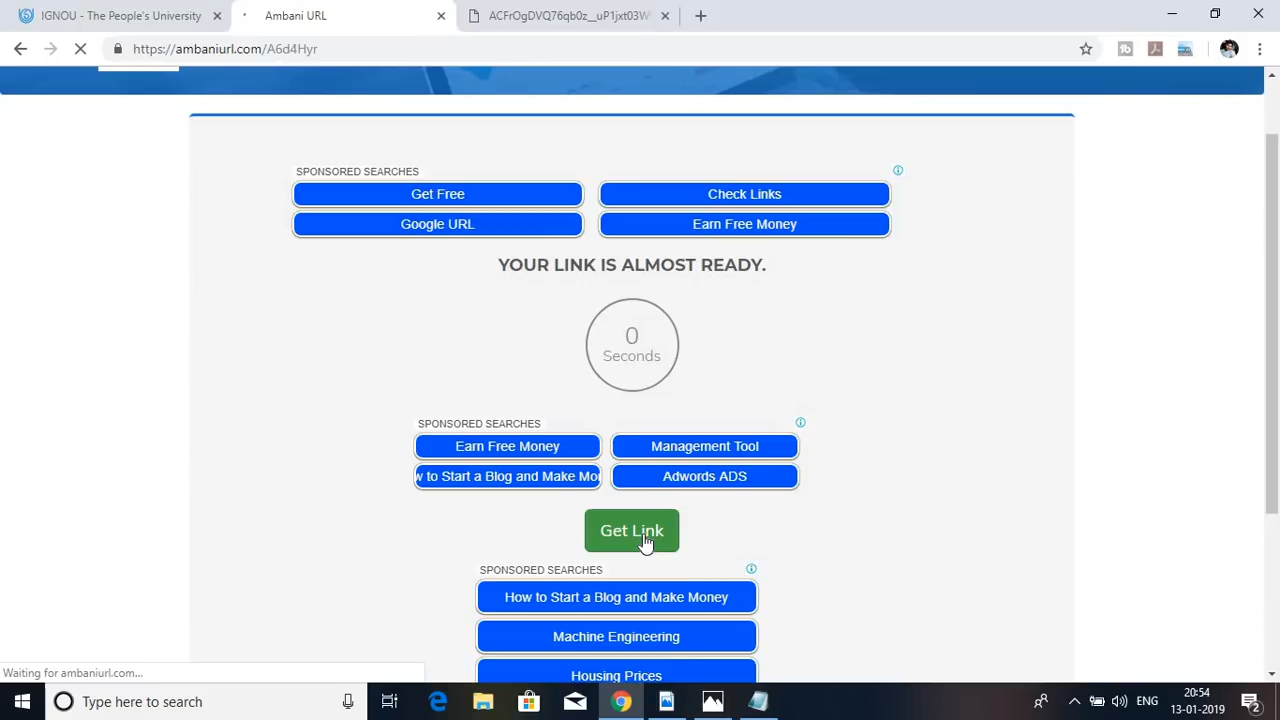 IGNOU - The People's University
Ambani URL
ACFrOgDVQ76qb0z__uP1jxt03W
https://ambaniurl.com/A6d4Hyr
SPONSORED SEARCHES
Get Free
Check Links
Google URL
Earn Free Money
YOUR LINK IS ALMOST READY.
0
Seconds
SPONSORED SEARCHES
Earn Free Money
Management Tool
w to Start a Blog and Make Mo
Adwords ADS
Get Link
SPONSORED SEARCHES
How to Start a Blog and Make Money
Machine Engineering
Housing Prices
Waiting for ambaniurl.com...
Type here to search
ENG
20:54
13-01-2019
2